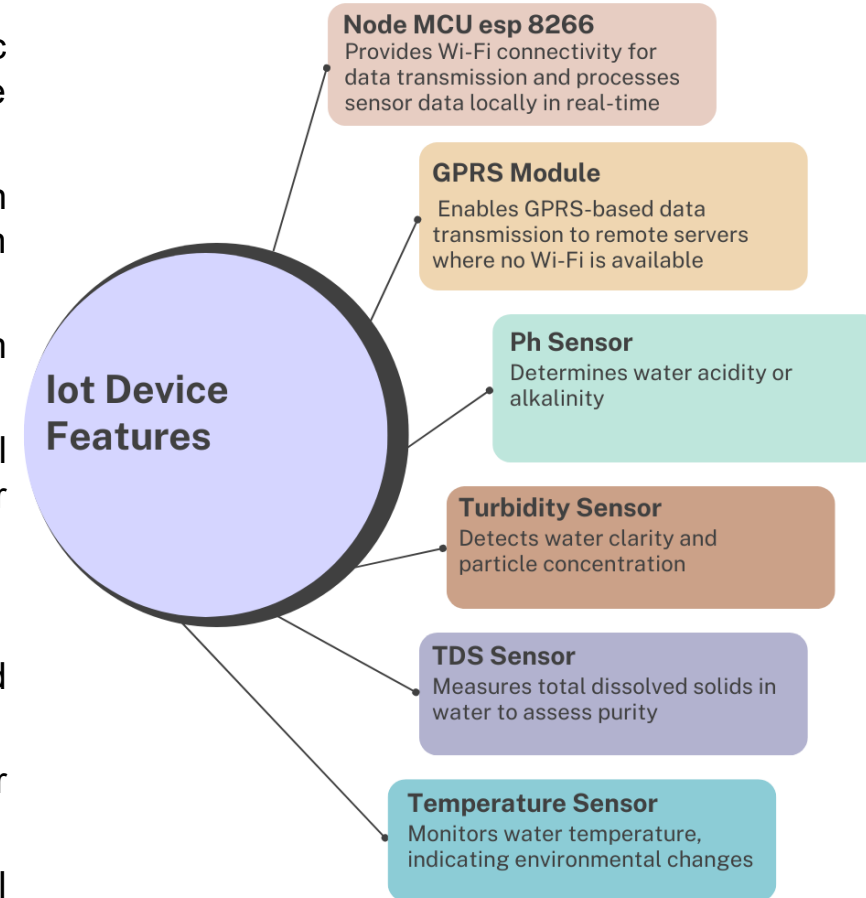 Node MCU esp 8266
Provides Wi-Fi connectivity for
data transmission and processes
sensor data locally in real-time
GPRS Module
Enables GPRS-based data
transmission to remote servers
where no Wi-Fi is available
Iot Device
Features
Ph Sensor
Determines water acidity or
alkalinity
Turbidity Sensor
Detects water clarity and
particle concentration
TDS Sensor
Measures total dissolved solids in
water to assess purity
Temperature Sensor
Monitors water temperature,
indicating environmental changes